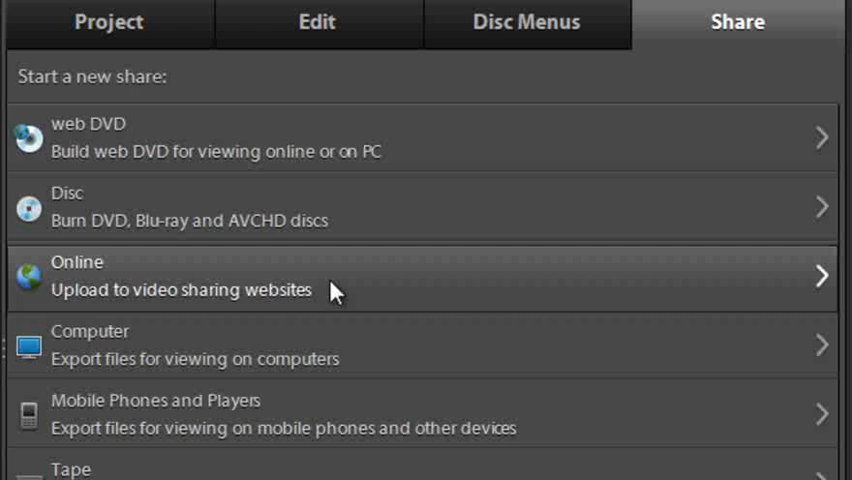 Project
Edit
Disc Menus
Share
Start a new share:
web DVD
Build web DVD for viewing online or on PC
Disc
Burn DVD, Blu-ray and AVCHD discs
Online
Upload to video sharing websites
Computer
Export files for viewing on computers
Mobile Phones and Players
Export files for viewing on mobile phones and other devices
Tape